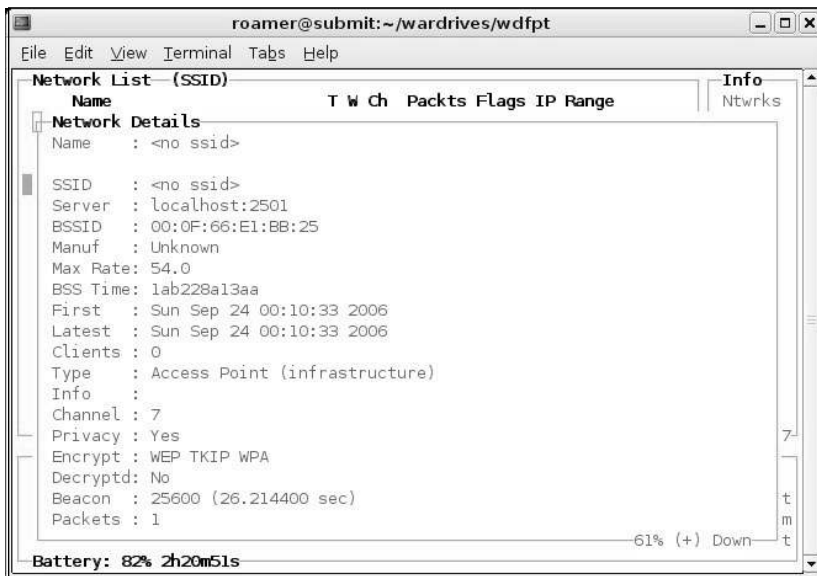 roamer@submit:~/wardrives/wdfpt
File Edit View Terminal Tabs Help
Network List (SSID) Info
Name T W Ch Packts Flags IP Range Ntwrks
Network Details
Name : <no ssid>
SSID : <no ssid>
Server : localhost:2501
BSSID : 00:0F:66:E1:BB:25
Manuf : Unknown
Max Rate: 54.0
BSS Time: 1ab228a13aa
First : Sun Sep 24 00:10:33 2006
Latest : Sun Sep 24 00:10:33 2006
Clients : 0
Type : Access Point (infrastructure)
Info :
Channel : 7
Privacy : Yes 7
Encrypt : WEP TKIP WPA
Decryptd: No
Beacon : 25600 (26.214400 sec) t
Packets : 1 m
61% (+) Down t
Battery: 82% 2h20m51s